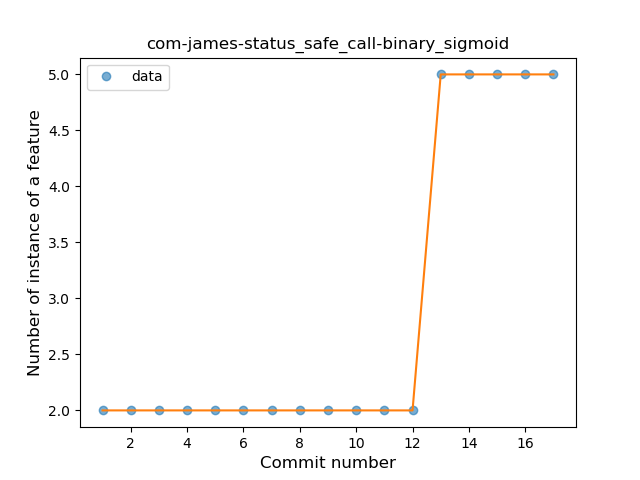 com-james-status_safe_call-binary_sigmoid
data
Number of instance of a feature
5.0
4.5
4.0
3.5
3.0
2.5
2.0
2 4 6 8 10 12 14 16
Commit number